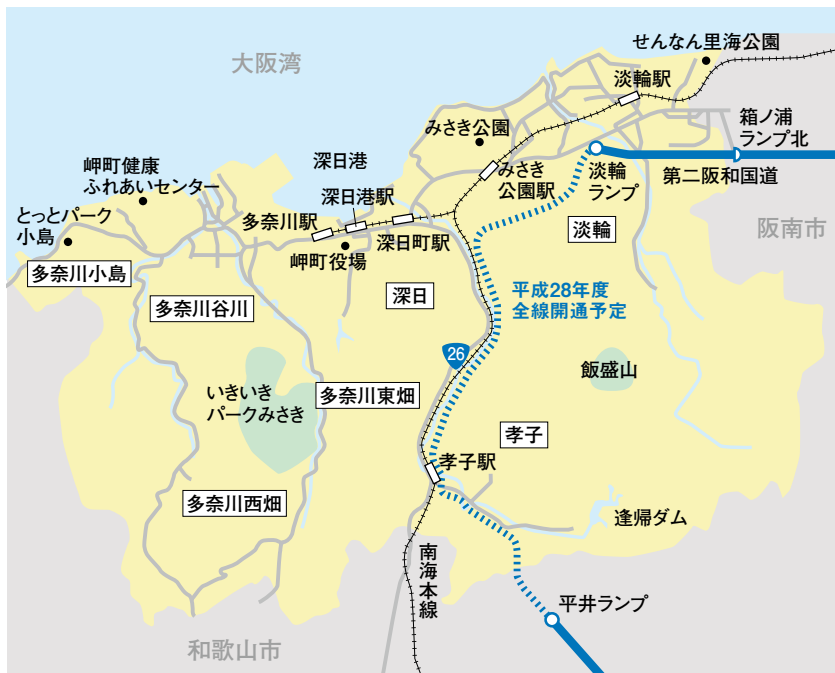 せんなん里海公園
大阪湾
淡輪駅
箱ノ浦
ランプ北
みさき公園
深日港
岬町健康
ふれあいセンター
みさき
公園駅
淡輪
ランプ
第二阪和国道
深日港駅
とっとパーク
小島
多奈川駅
深日町駅
淡輪
阪南市
岬町役場
多奈川小島
深日
平成28年度
全線開通予定
多奈川谷川
26
飯盛山
いきいき
パークみさき
多奈川東畑
孝子
孝子駅
多奈川西畑
逢帰ダム
南海本線
平井ランプ
和歌山市